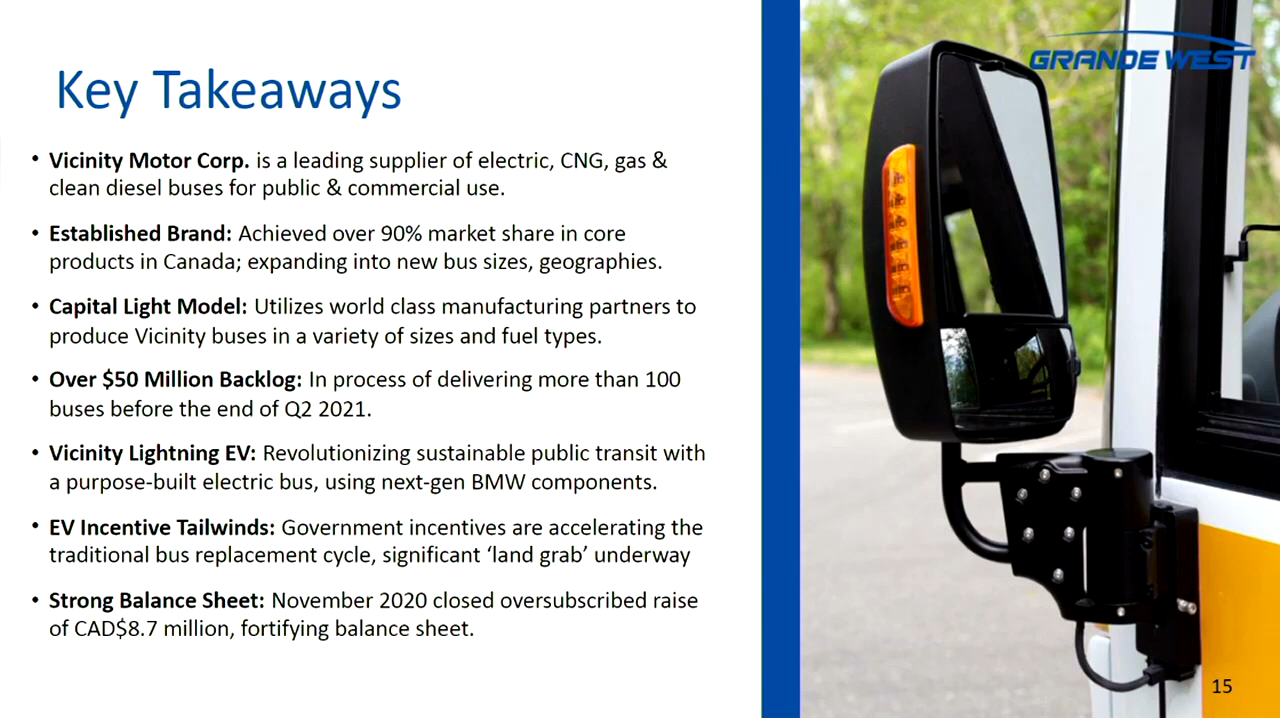 GRANDE WEST
Key Takeaways
• Vicinity Motor Corp. is a leading supplier of electric, CNG, gas &
clean diesel buses for public & commercial use.
• Established Brand: Achieved over 90% market share in core
products in Canada; expanding into new bus sizes, geographies.
• Capital Light Model: Utilizes world class manufacturing partners to
produce Vicinity buses in a variety of sizes and fuel types.
• Over $50 Million Backlog: In process of delivering more than 100
buses before the end of Q2 2021.
• Vicinity Lightning EV: Revolutionizing sustainable public transit with
a purpose-built electric bus, using next-gen BMW components.
• EV Incentive Tailwinds: Government incentives are accelerating the
traditional bus replacement cycle, significant ‘land grab’ underway
• Strong Balance Sheet: November 2020 closed oversubscribed raise
of CAD$8.7 million, fortifying balance sheet.
15